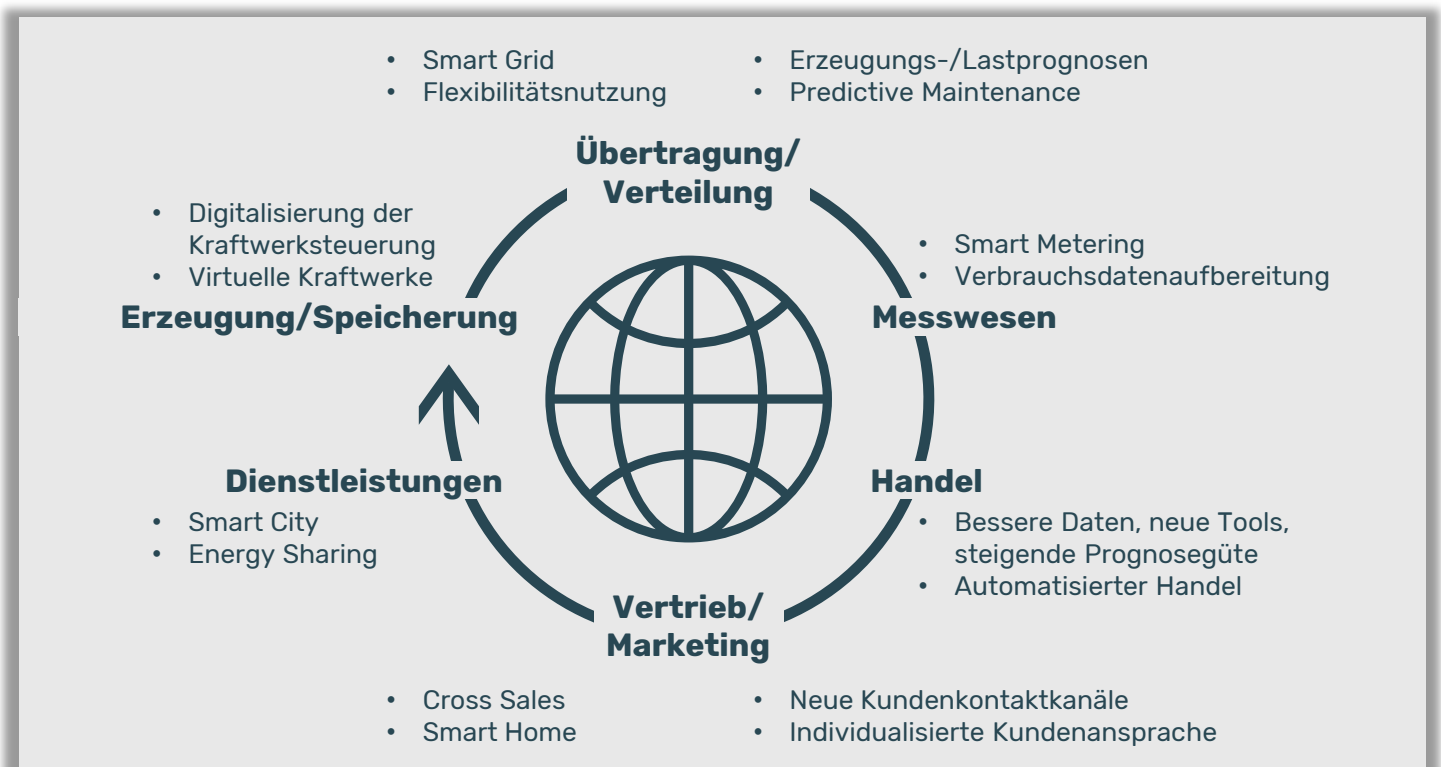 • Smart Grid
• Flexibilitätsnutzung
• Erzeugungs-/Lastprognosen
• Predictive Maintenance
Übertragung/
Verteilung
• Digitalisierung der
Kraftwerksteuerung
• Virtuelle Kraftwerke
Erzeugung/Speicherung
• Smart Metering
• Verbrauchsdatenaufbereitung
Messwesen
Dienstleistungen
• Smart City
• Energy Sharing
Handel
• Bessere Daten, neue Tools,
steigende Prognosegüte
• Automatisierter Handel
Vertrieb/
Marketing
• Cross Sales
• Smart Home
• Neue Kundenkontaktkanäle
• Individualisierte Kundenansprache